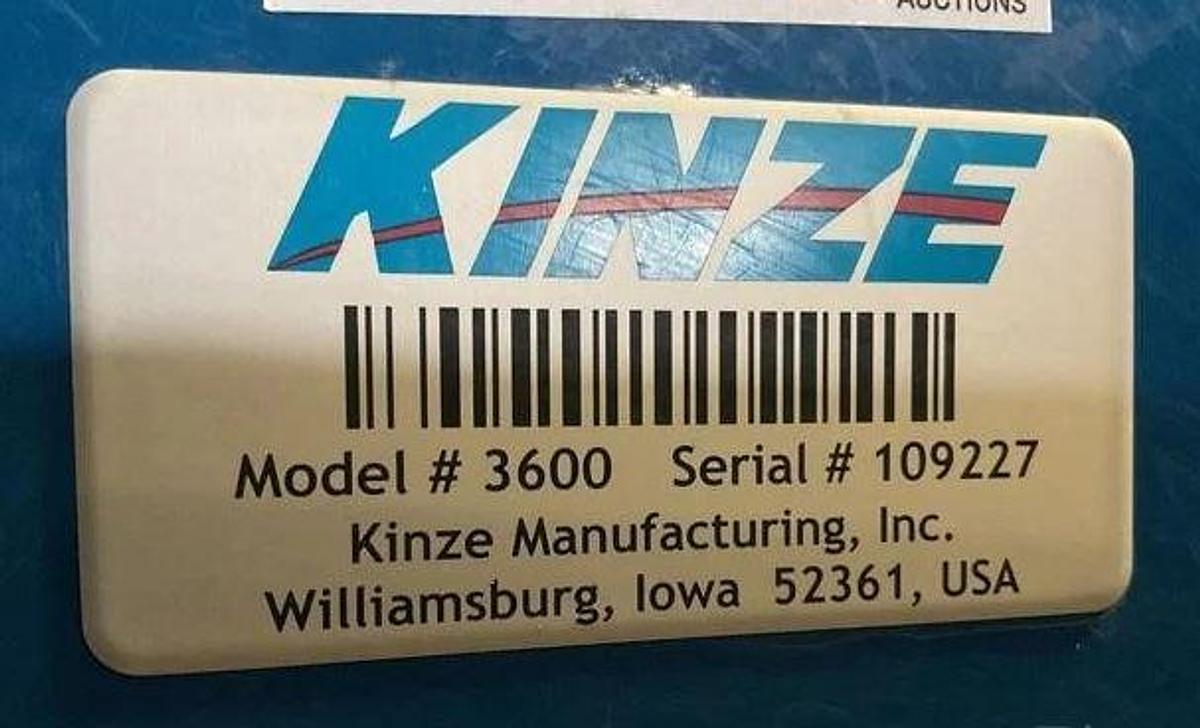 AUCTIONS
KINZE
Model # 3600 Serial # 109227
Kinze Manufacturing, Inc.
Williamsburg, Iowa 52361, USA